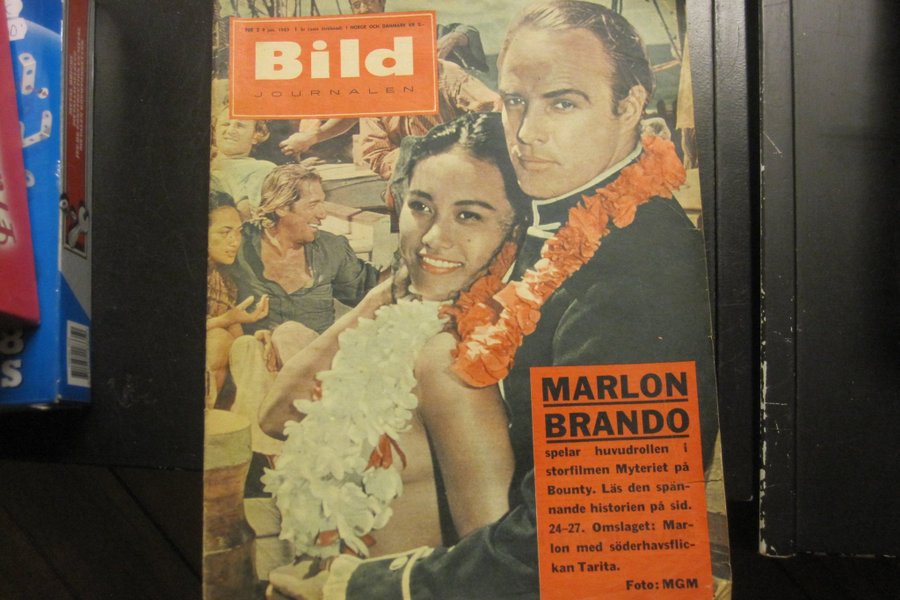 Bild
JOURNALEN
MARLON
BRANDO
spelar huvudrollen i
storfilmen Myteriet på
Bounty. Läs den spän-
nande historien på sid.
24-27. Omslaget: Mar-
lon med söderhavsflic-
kan Tarita.
Foto: MGM